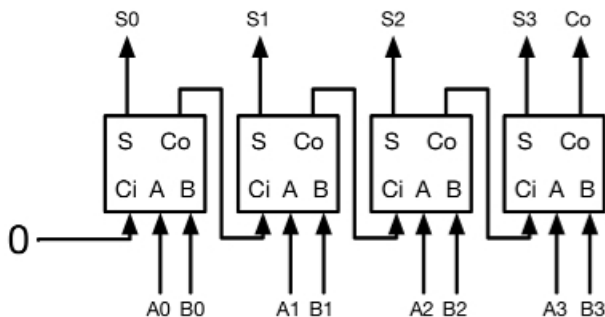 S0 S1 S2 S3 Co
S Co S Co S Co S Co
Ci A B Ci A B Ci A B Ci A B
0
A0 B0 A1 B1 A2 B2 A3 B3